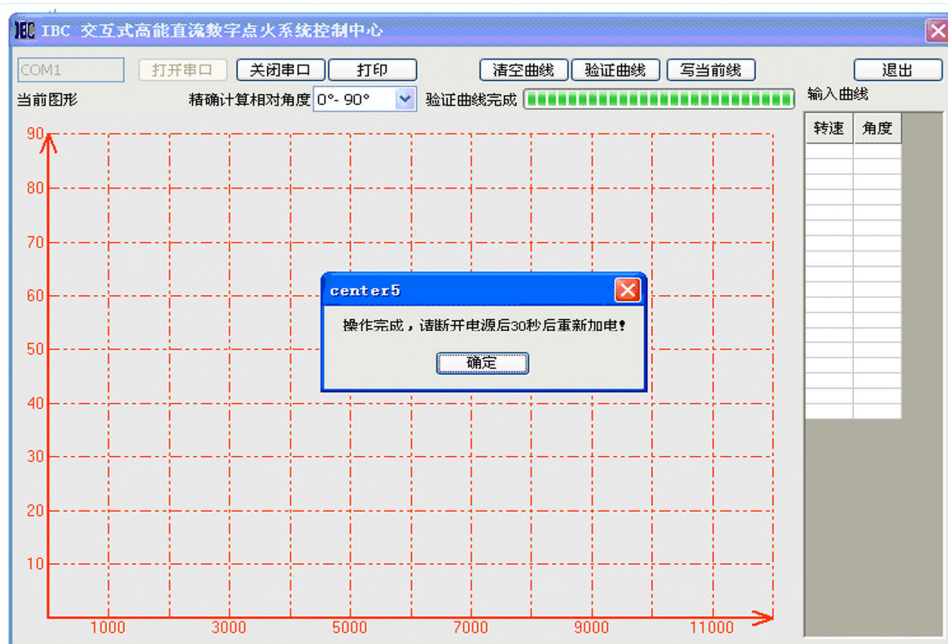 IBC 交互式高能直流数字点火系统控制中心
COM1 打开串口 关闭串口 打印 清空曲线 验证曲线 写当前线 退出
当前图形 精确计算相对角度 0°- 90° 验证曲线完成 输入曲线
转速 角度
90
80
70
60
center5
操作完成，请断开电源后30秒后重新加电!
50
确定
40
30
20
10
1000 3000 5000 7000 9000 11000